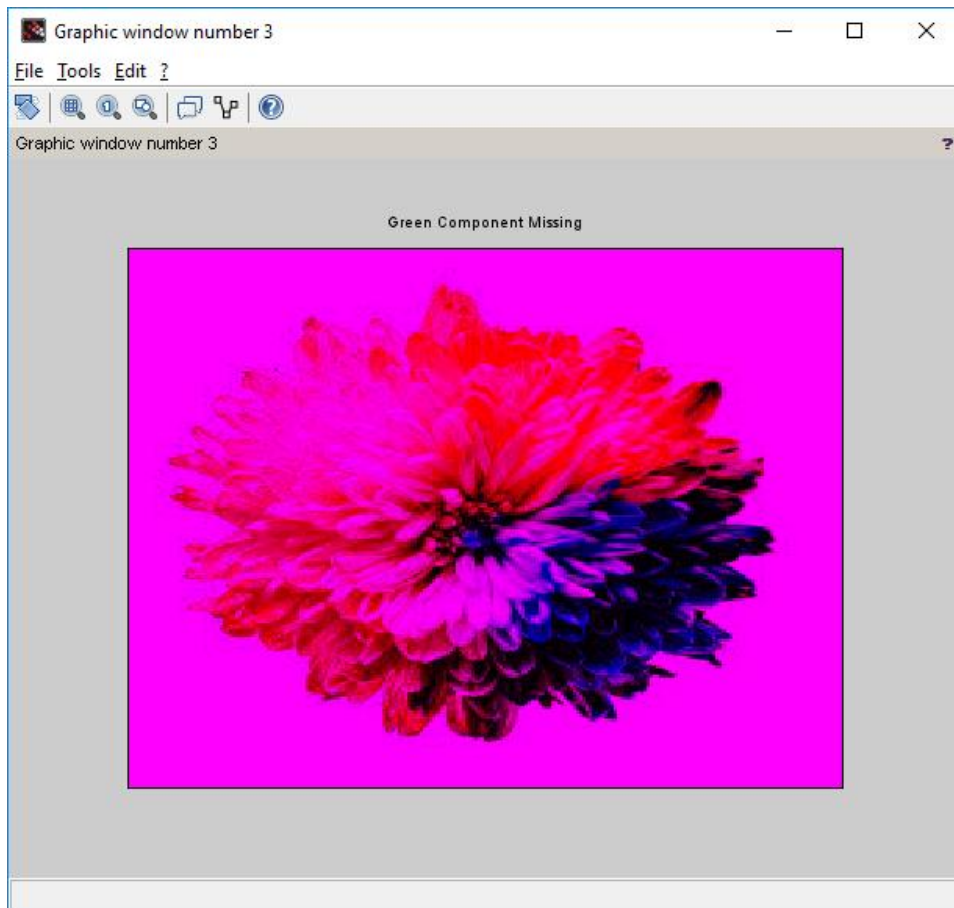 Graphic window number 3
File Tools Edit ?
Graphic window number 3 ?
Green Component Missing